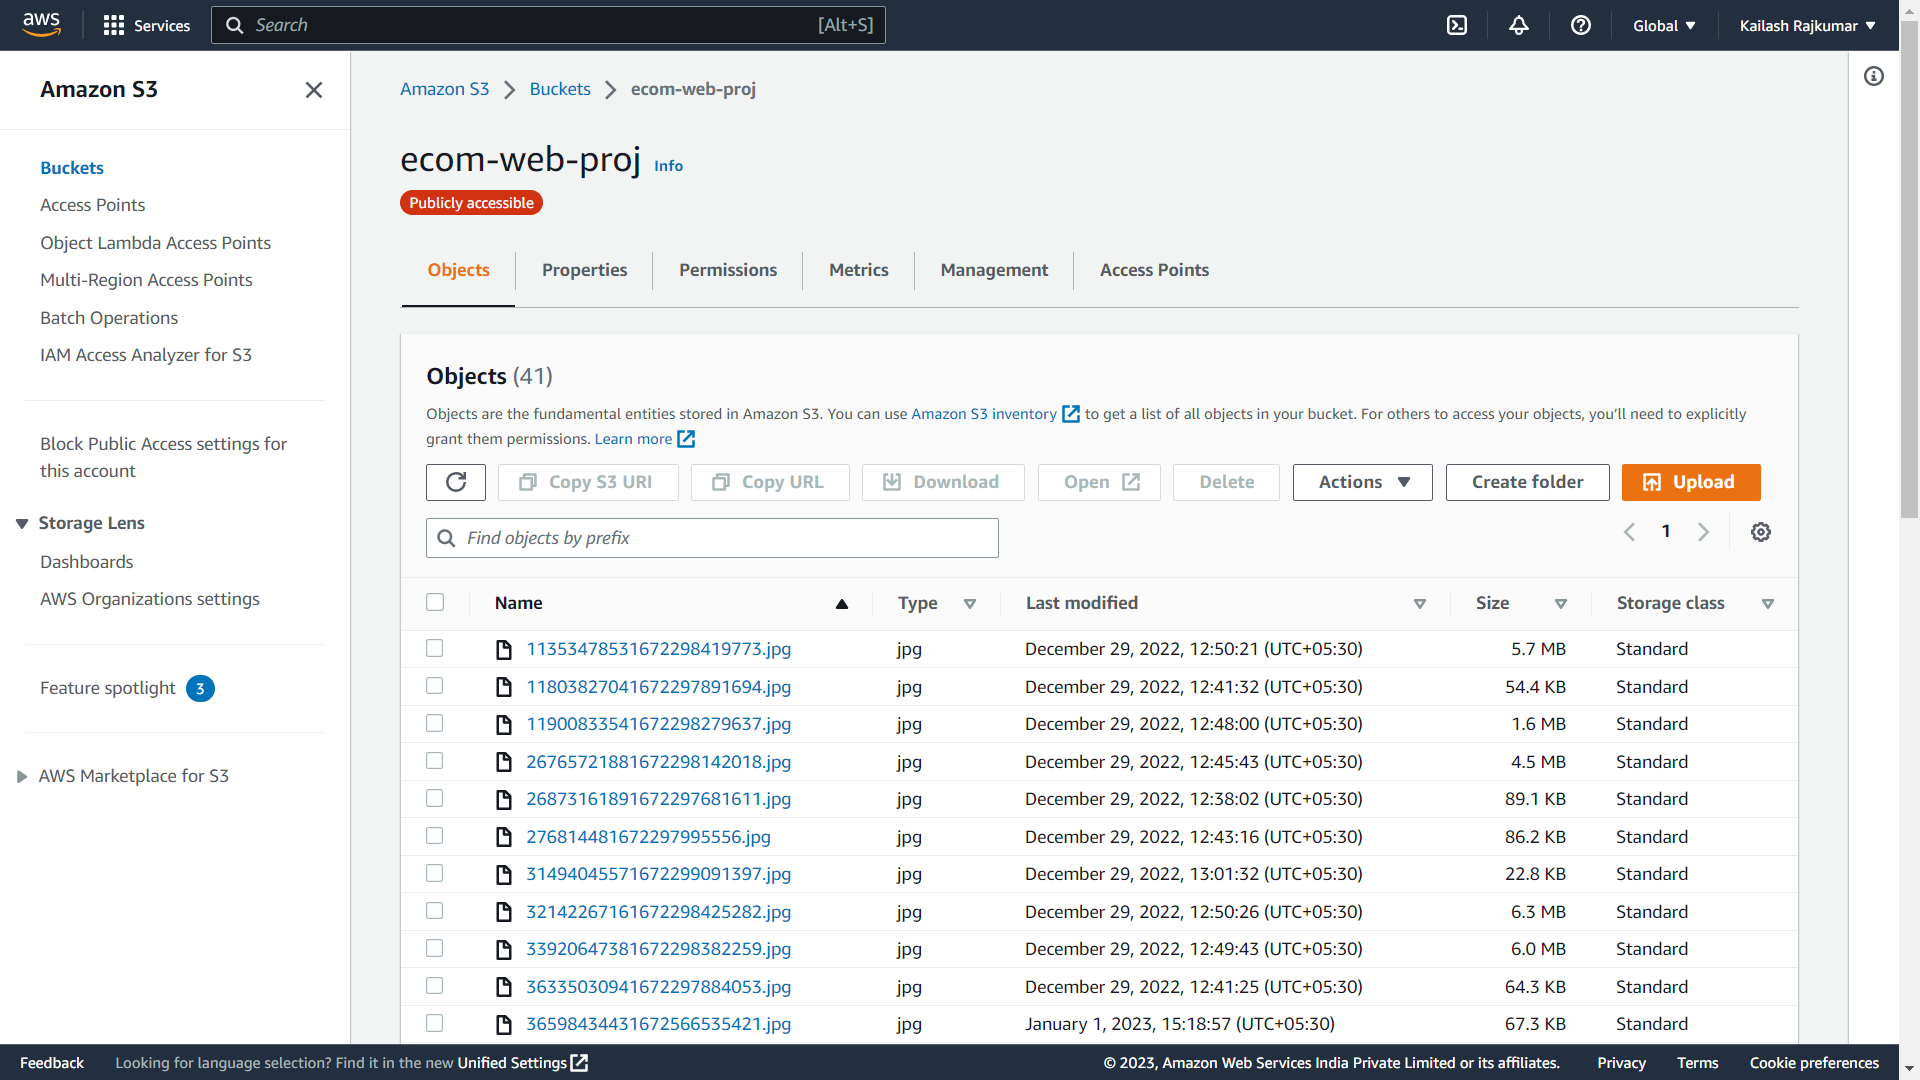 aws
Services
Search
[Alt+S]
Global
Kailash Rajkumar
Amazon S3
Buckets
Access Points
Object Lambda Access Points
Multi-Region Access Points
Batch Operations
IAM Access Analyzer for S3
Block Public Access settings for
this account
Storage Lens
Dashboards
AWS Organizations settings
Feature spotlight 3
AWS Marketplace for S3
Amazon S3 Buckets ecom-web-proj
ecom-web-proj Info
Publicly accessible
Objects Properties Permissions Metrics Management Access Points
Objects (41)
Objects are the fundamental entities stored in Amazon S3. You can use Amazon S3 inventory to get a list of all objects in your bucket. For others to access your objects, you’ll need to explicitly
grant them permissions. Learn more
Copy S3 URI Copy URL Download Open Delete Actions Create folder Upload
Find objects by prefix
1
Name Type Last modified Size Storage class
11353478531672298419773.jpg jpg December 29, 2022, 12:50:21 (UTC+05:30) 5.7 MB Standard
11803827041672297891694.jpg jpg December 29, 2022, 12:41:32 (UTC+05:30) 54.4 KB Standard
11900833541672298279637.jpg jpg December 29, 2022, 12:48:00 (UTC+05:30) 1.6 MB Standard
26765721881672298142018.jpg jpg December 29, 2022, 12:45:43 (UTC+05:30) 4.5 MB Standard
26873161891672297681611.jpg jpg December 29, 2022, 12:38:02 (UTC+05:30) 89.1 KB Standard
276814481672297995556.jpg jpg December 29, 2022, 12:43:16 (UTC+05:30) 86.2 KB Standard
31494045571672299091397.jpg jpg December 29, 2022, 13:01:32 (UTC+05:30) 22.8 KB Standard
32142267161672298425282.jpg jpg December 29, 2022, 12:50:26 (UTC+05:30) 6.3 MB Standard
33920647381672298382259.jpg jpg December 29, 2022, 12:49:43 (UTC+05:30) 6.0 MB Standard
36335030941672297884053.jpg jpg December 29, 2022, 12:41:25 (UTC+05:30) 64.3 KB Standard
36598434431672566535421.jpg jpg January 1, 2023, 15:18:57 (UTC+05:30) 67.3 KB Standard
Feedback Looking for language selection? Find it in the new Unified Settings © 2023, Amazon Web Services India Private Limited or its affiliates. Privacy Terms Cookie preferences